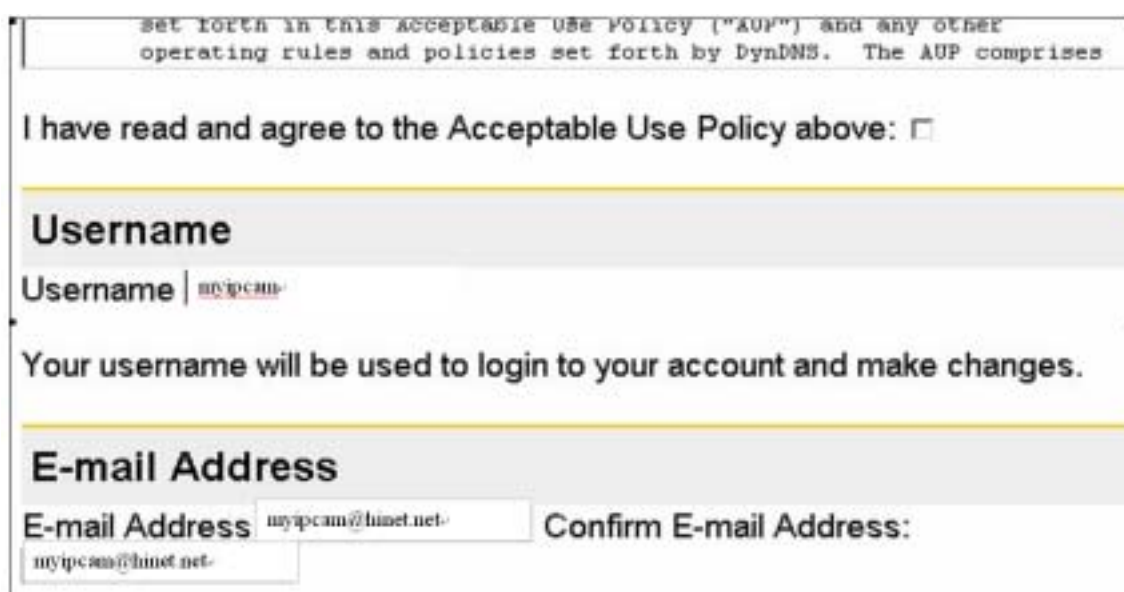 set forth in this Acceptable Use Policy ("AUP") and any other
operating rules and policies set forth by DynDNS. The AUP comprises
I have read and agree to the Acceptable Use Policy above:
Username
Username myipcam
Your username will be used to login to your account and make changes.
E-mail Address
E-mail Address myipcam@hinet.net Confirm E-mail Address:
myipcam@hinet.net